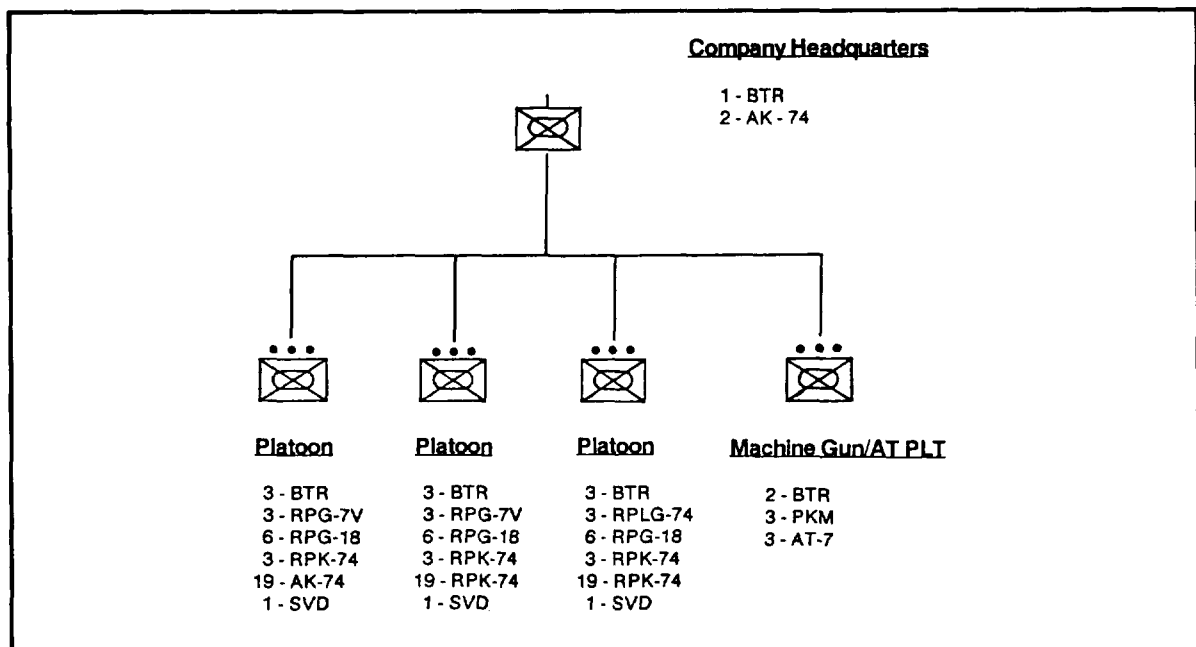 Company Headquarters
1 - BTR
2 - AK - 74
Platoon
3 - BTR
3 - RPG-7V
6 - RPG-18
3 - RPK-74
19 - AK-74
1 - SVD
Platoon
3 - BTR
3 - RPG-7V
6 - RPG-18
3 - RPK-74
19 - RPK-74
1 - SVD
Platoon
3 - BTR
3 - RPLG-74
6 - RPG-18
3 - RPK-74
19 - RPK-74
1 - SVD
Machine Gun/AT PLT
2 - BTR
3 - PKM
3 - AT-7